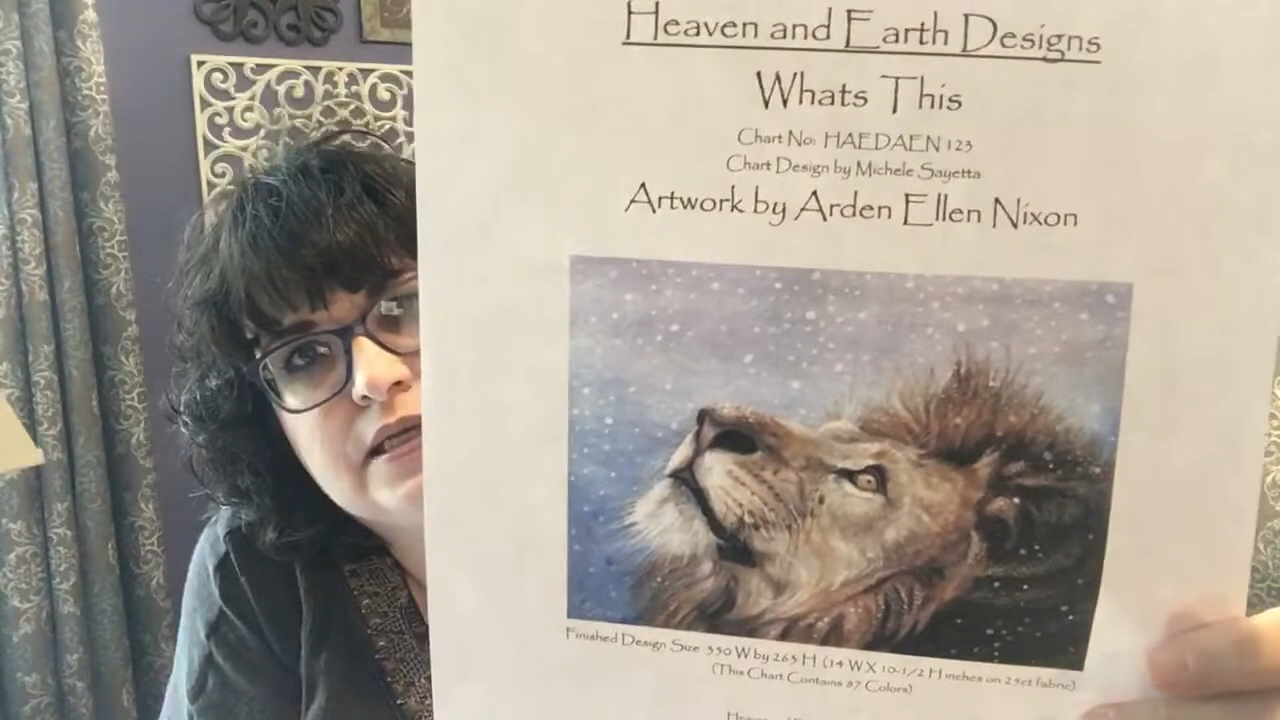 Heaven and Earth Designs
Whats This
Chart No: HAEDAEN 123
Chart Design by Michele Sayetta
Artwork by Arden Ellen Nixon
Finished Design Size 350 W by 263 H (14 W X 10-1/2 H inches on 25ct fabric)
(This Chart Contains 87 Colors)